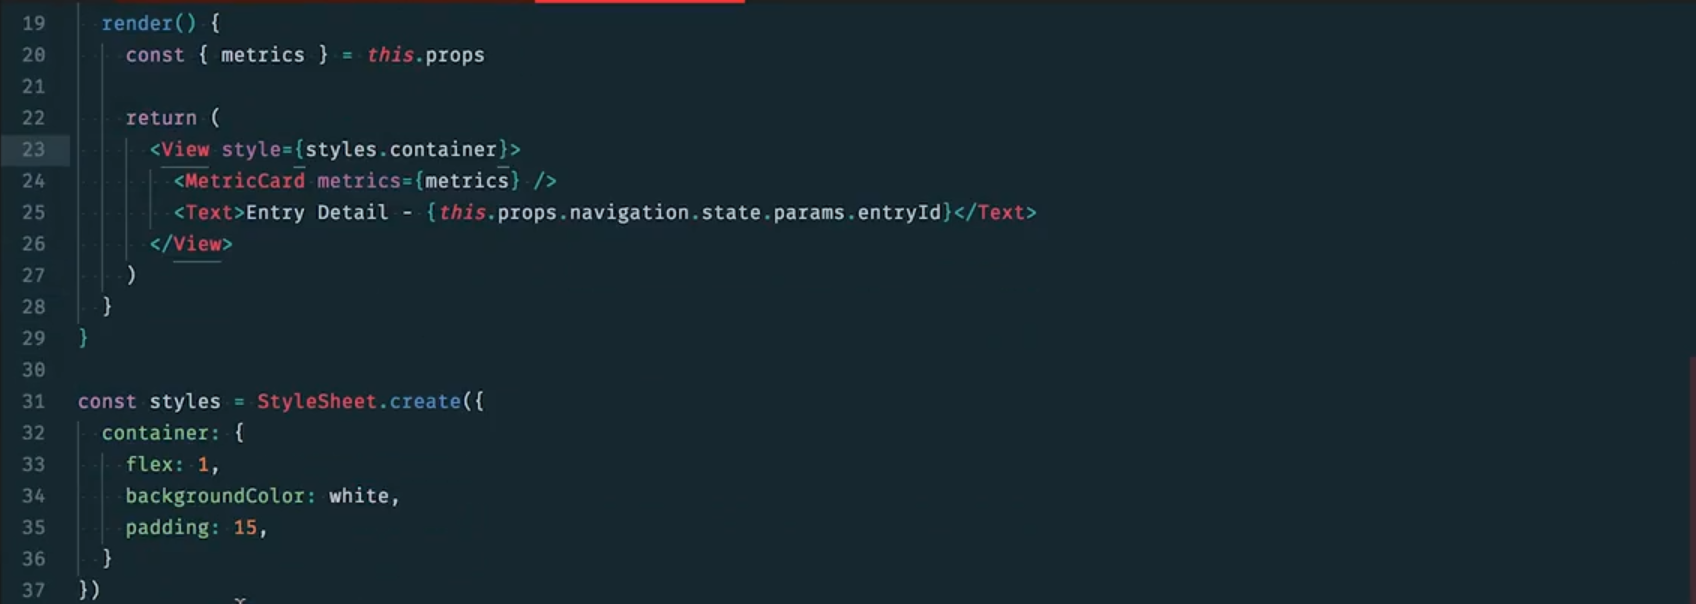 19 render() {
20 const { metrics } = this.props
21
22 return (
23 <View style={styles.container}>
24 <MetricCard metrics={metrics} />
25 <Text>Entry Detail - {this.props.navigation.state.params.entryId}</Text>
26 </View>
27 )
28 }
29 }
30
31 const styles = StyleSheet.create({
32 container: {
33 flex: 1,
34 backgroundColor: white,
35 padding: 15,
36 }
37 })